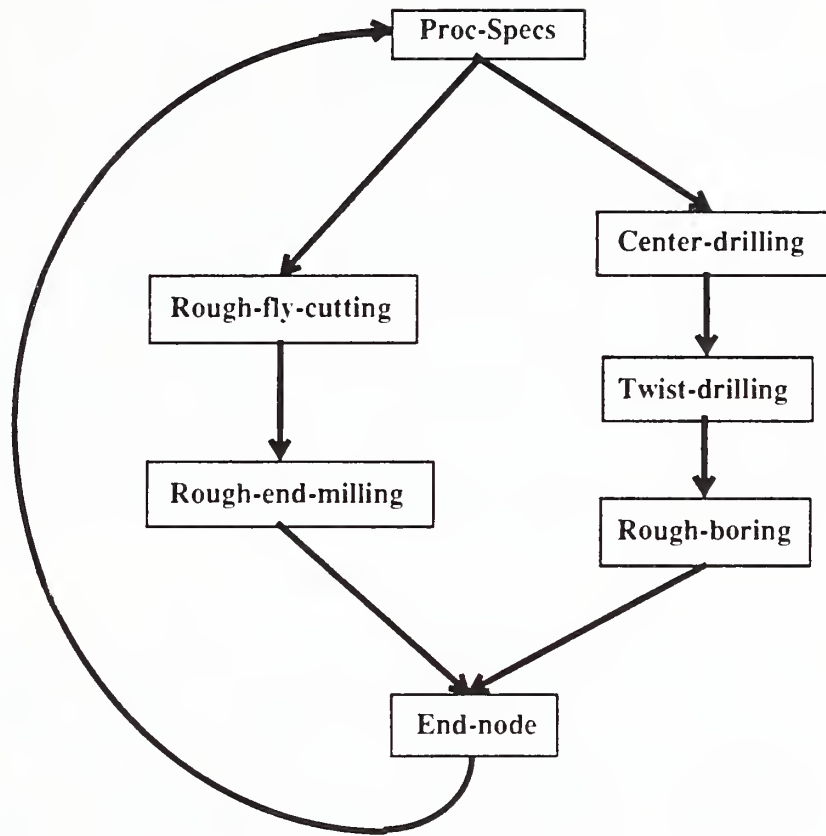 Proc-Specs
Center-drilling
Rough-fly-cutting
Twist-drilling
Rough-end-milling
Rough-boring
End-node